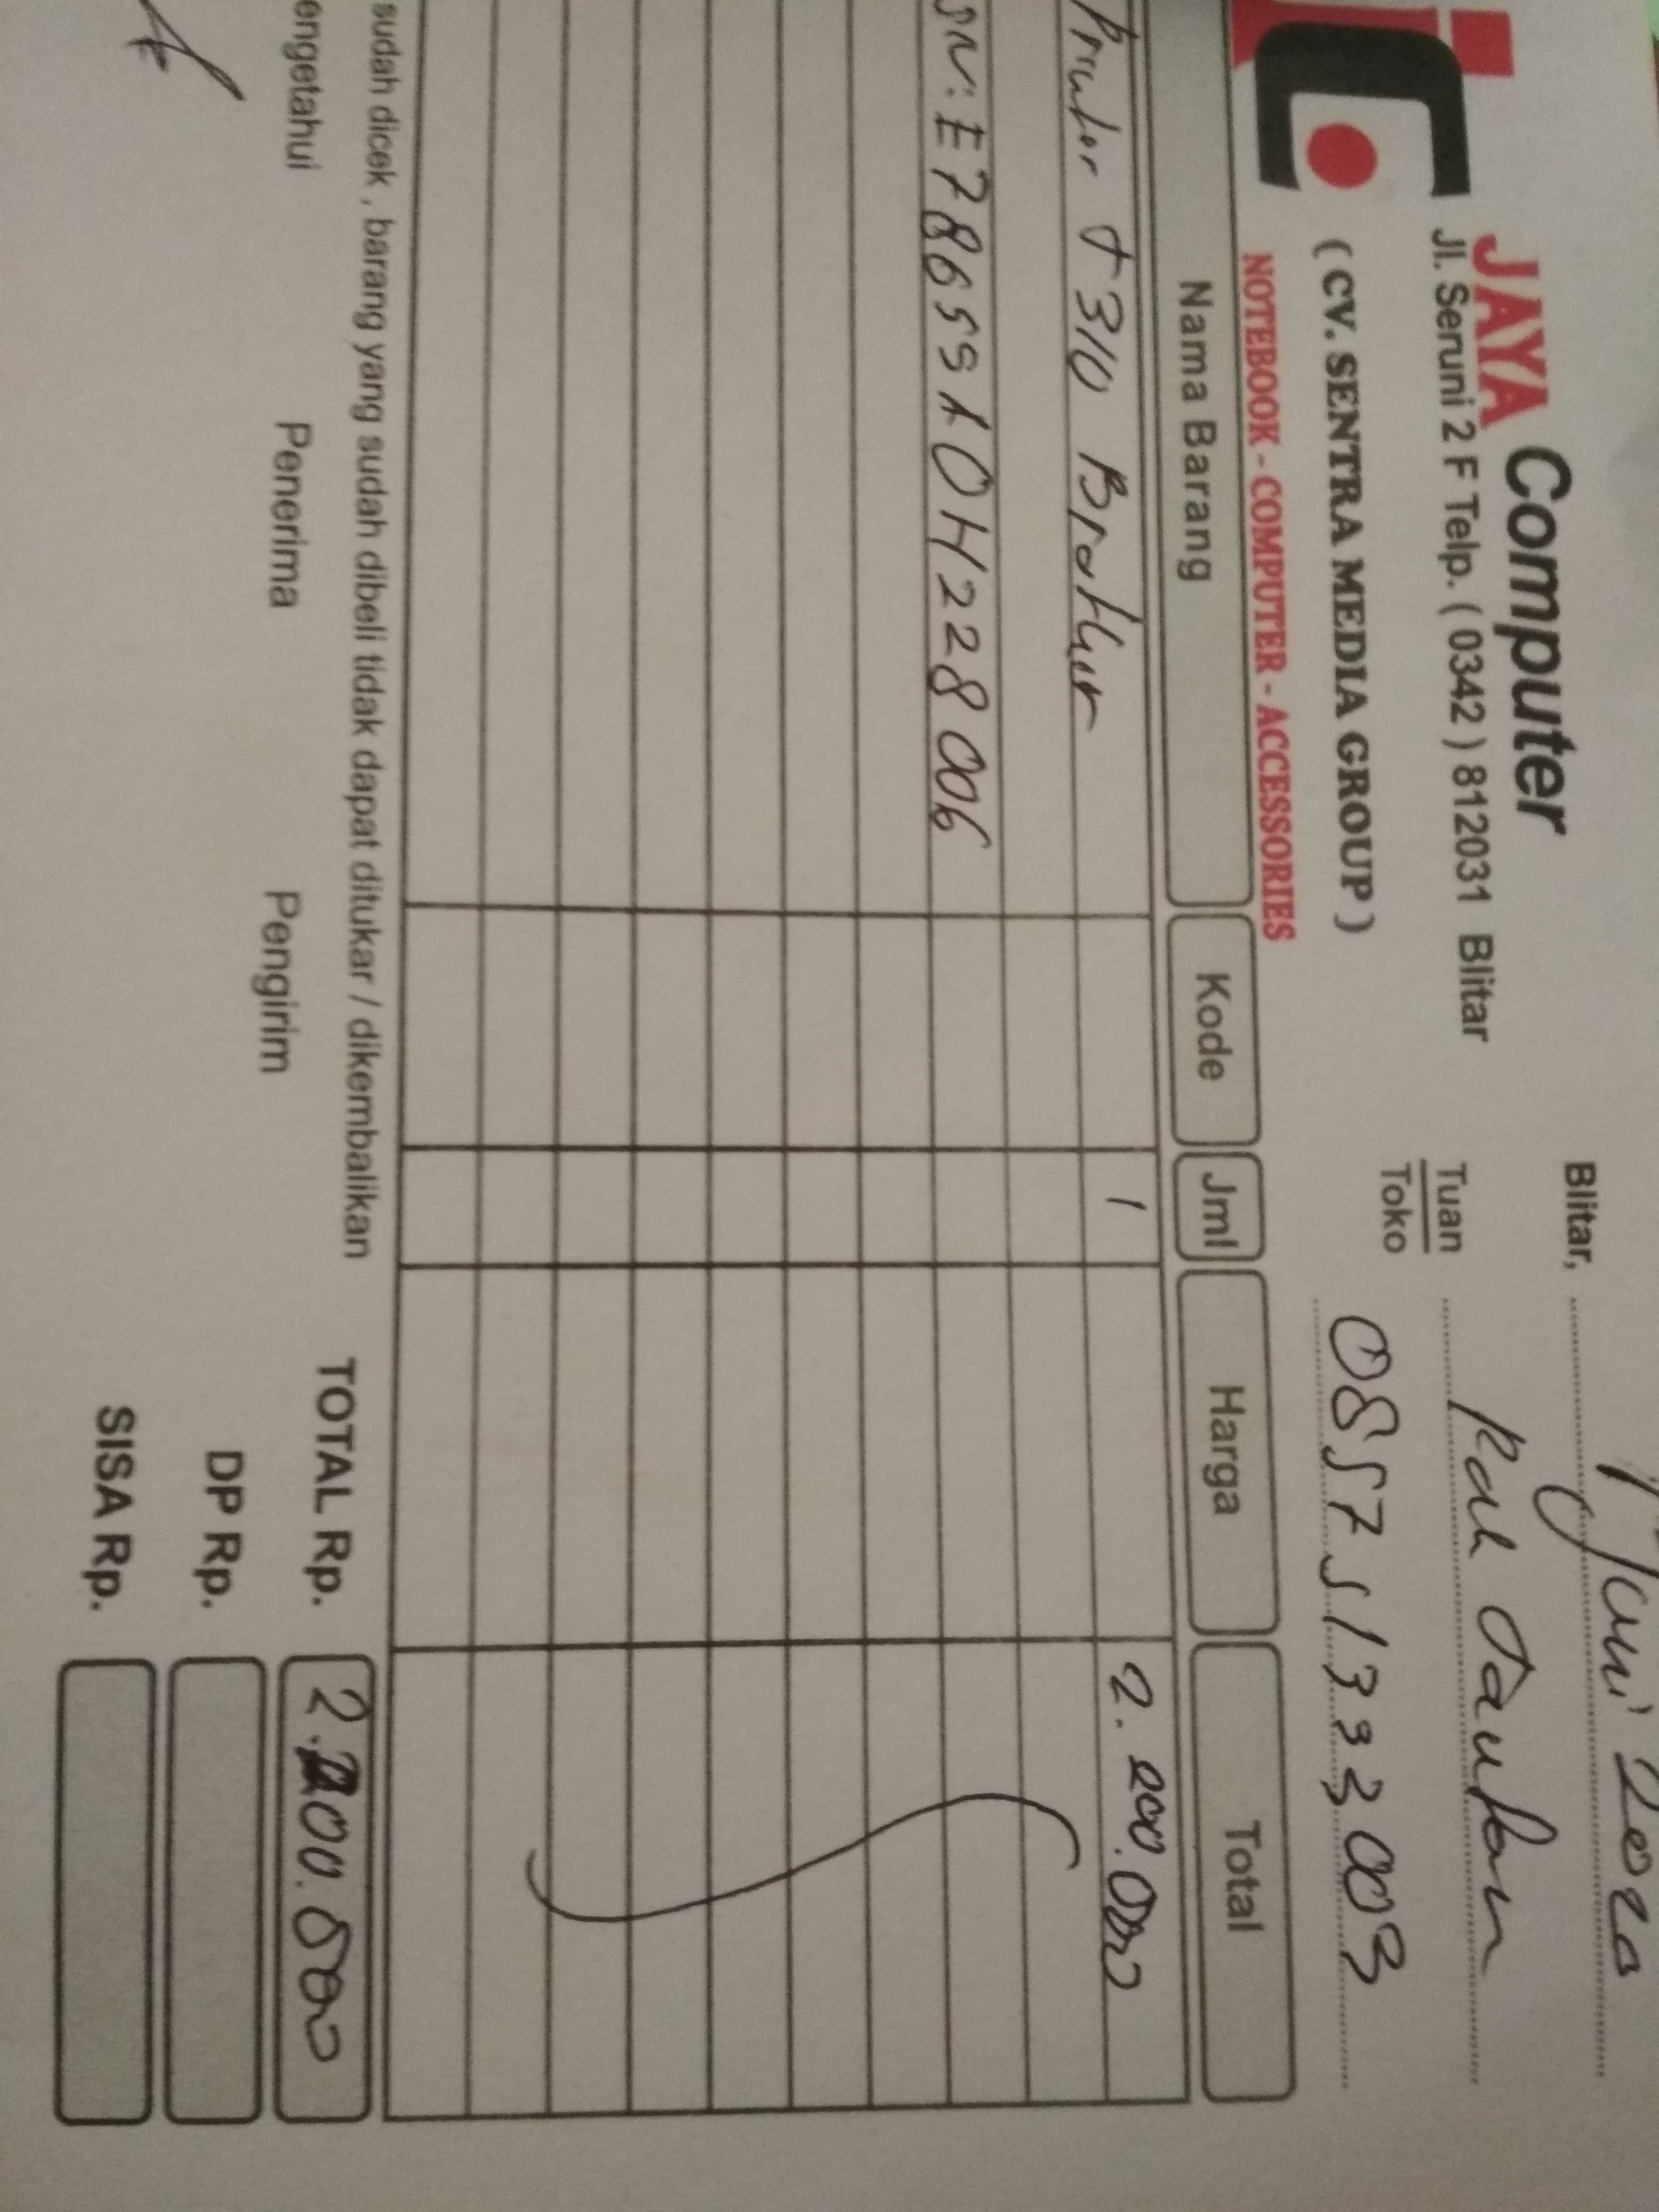 JAYA Computer
Jl. Seruni 2 F Telp. ( 0342 ) 812031 Blitar
( CV. SENTRA MEDIA GROUP )
NOTEBOOK - COMPUTER - ACCESSORIES
Blitar, Juni 2020
Tuan
Toko
Pak Taufan
085751332003
Nama Barang Kode Jml Harga Total
Printer T310 Brother 1 2.200.000
SN: E78655K0H228006
sudah dicek , barang yang sudah dibeli tidak dapat ditukar / dikembalikan
engetahui Penerima Pengirim
TOTAL Rp. 2.200.000
DP Rp.
SISA Rp.